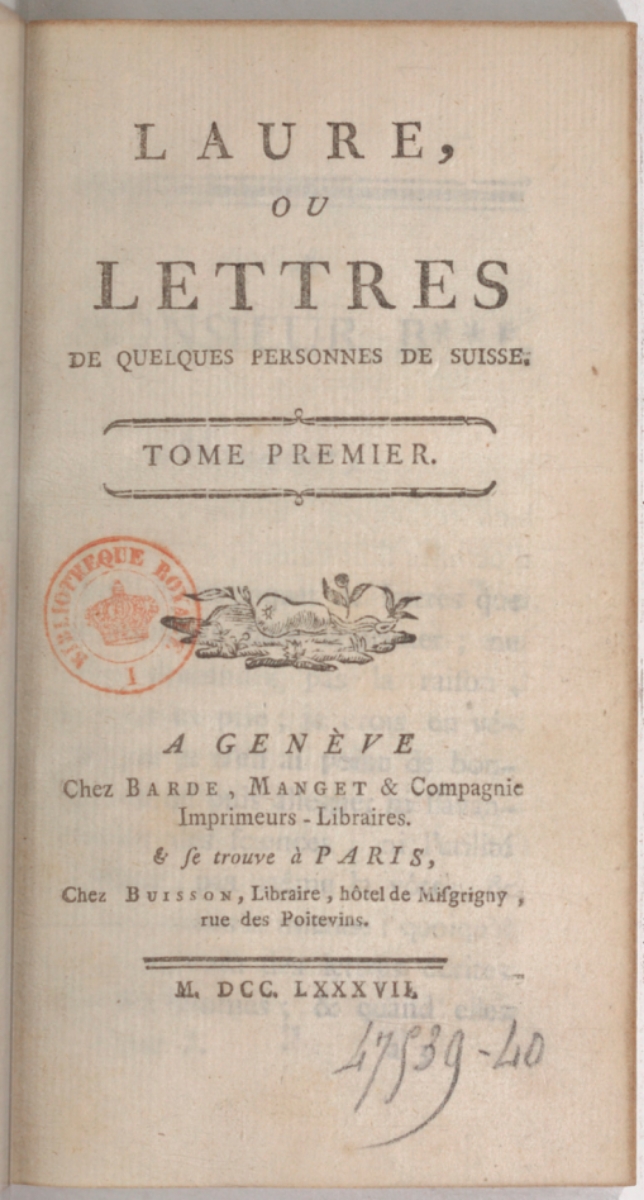 LAURE,
OU
LETTRES
DE QUELQUES PERSONNES DE SUISSE.
TOME PREMIER.
BIBLIOTHEQUE ROYALE
I
A GENÈVE
Chez BARDE, MANGET & Compagnie
Imprimeurs-Libraires.
& ſe trouve à PARIS,
Chez BUISSON, Libraire, hôtel de Miſgrigny,
rue des Poitevins.
M. DCC. LXXXVII.
47539-40